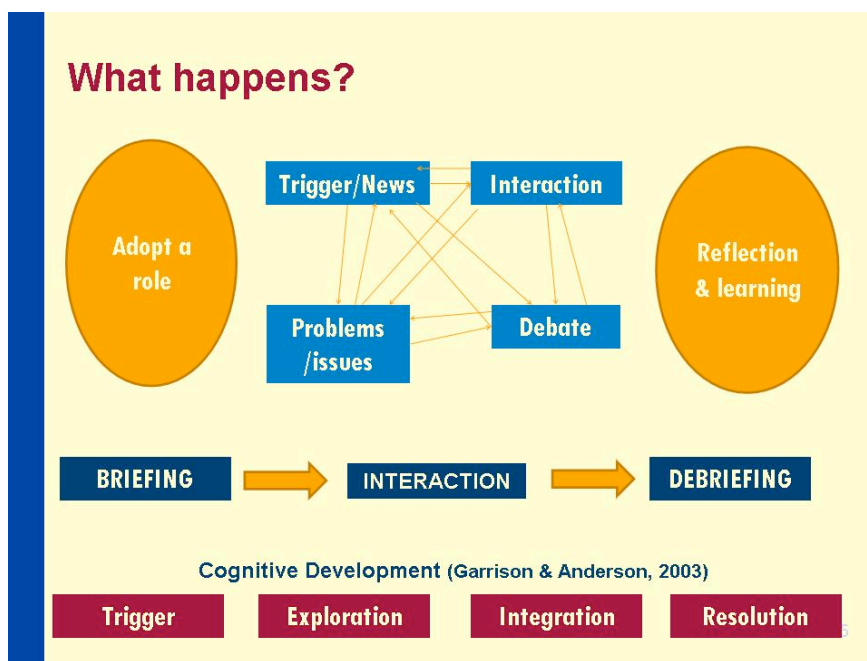 What happens?
Adopt a
role
Trigger/News
Interaction
Problems
/issues
Debate
Reflection
& learning
BRIEFING
INTERACTION
DEBRIEFING
Cognitive Development (Garrison & Anderson, 2003)
Trigger
Exploration
Integration
Resolution